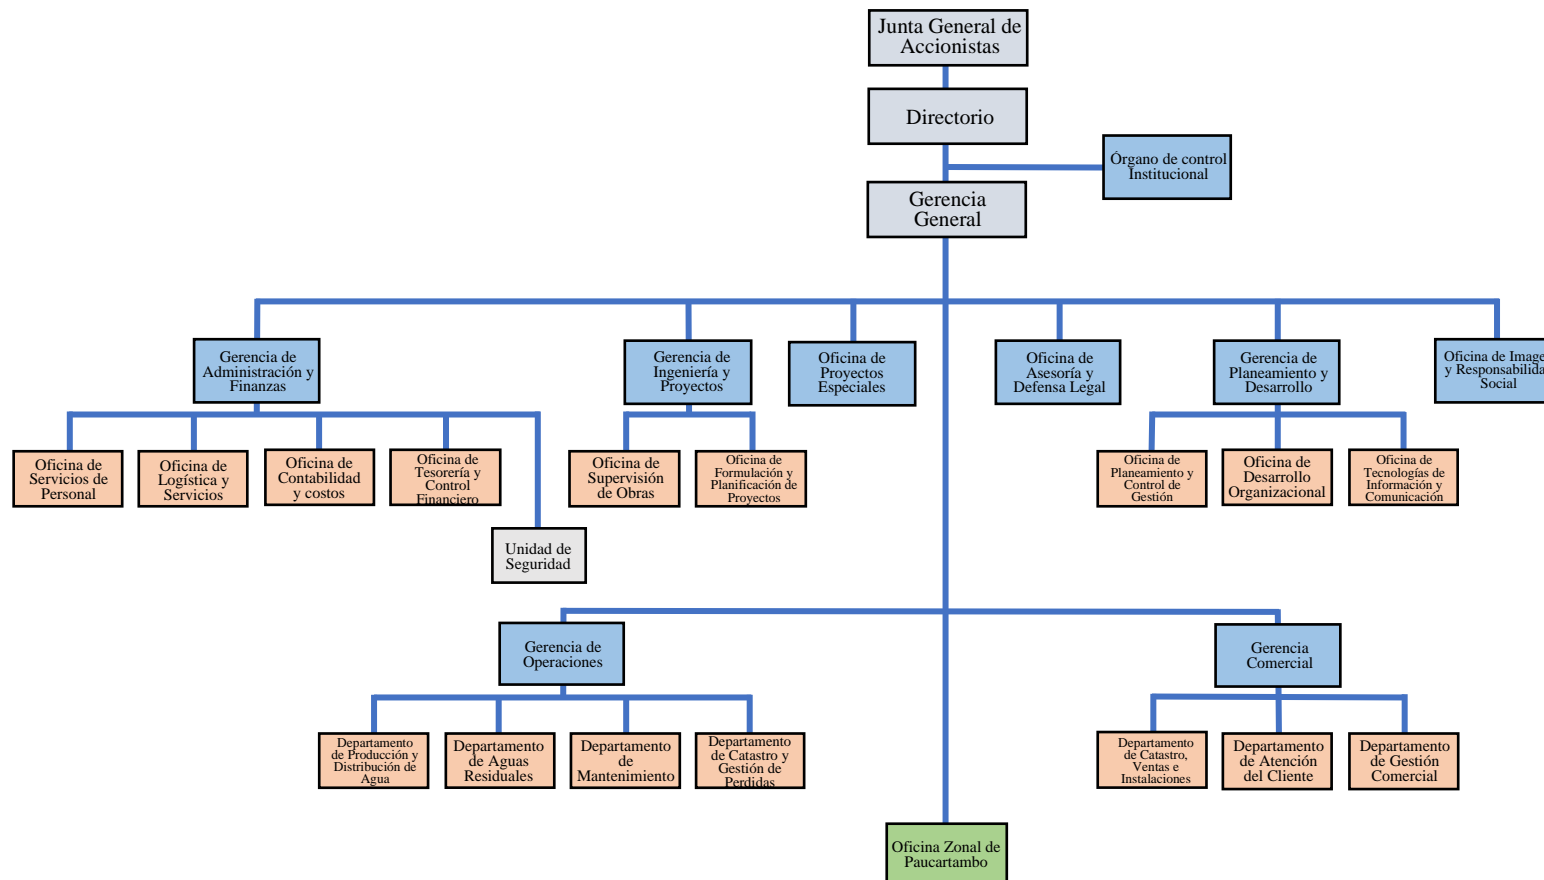 Junta General de
Accionistas
Directorio
Órgano de control
Institucional
Gerencia
General
Gerencia de
Administración y
Finanzas
Gerencia de
Ingeniería y
Proyectos
Oficina de
Proyectos
Especiales
Oficina de
Asesoría y
Defensa Legal
Gerencia de
Planeamiento y
Desarrollo
Oficina de Image
y Responsabilida
Social
Oficina de
Servicios de
Personal
Oficina de
Logística y
Servicios
Oficina de
Contabilidad
y costos
Oficina de
Tesorería y
Control
Financiero
Oficina de
Supervisión
de Obras
Oficina de
Formulación y
Planificación de
Proyectos
Oficina de
Planeamiento y
Control de
Gestión
Oficina de
Desarrollo
Organizacional
Oficina de
Tecnologías de
Información y
Comunicación
Unidad de
Seguridad
Gerencia de
Operaciones
Gerencia
Comercial
Departamento
de Producción y
Distribución de
Agua
Departamento
de Aguas
Residuales
Departamento
de
Mantenimiento
Departamento
de Catastro y
Gestión de
Perdidas
Departamento
de Catastro,
Ventas e
Instalaciones
Departamento
de Atención
del Cliente
Departamento
de Gestión
Comercial
Oficina Zonal de
Paucartambo